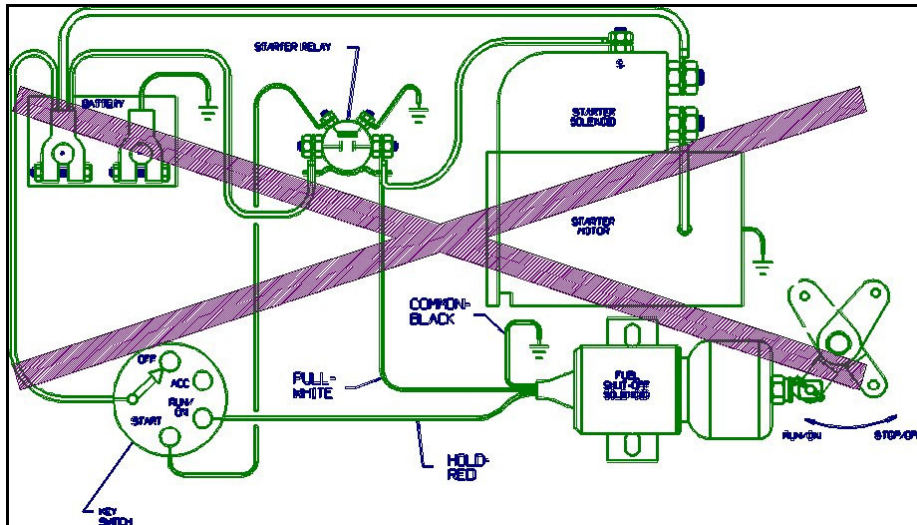 STARTER RELAY
S
BATTERY
STARTER
SOLENOID
STARTER
MOTOR
COMMON-
BLACK
OFF
ACC
RUN/
ON
START
PULL-
WHITE
FUEL
SHUT-OFF
SOLENOID
RUN/ON
STOP/OFF
HOLD-
RED
KEY
SWITCH